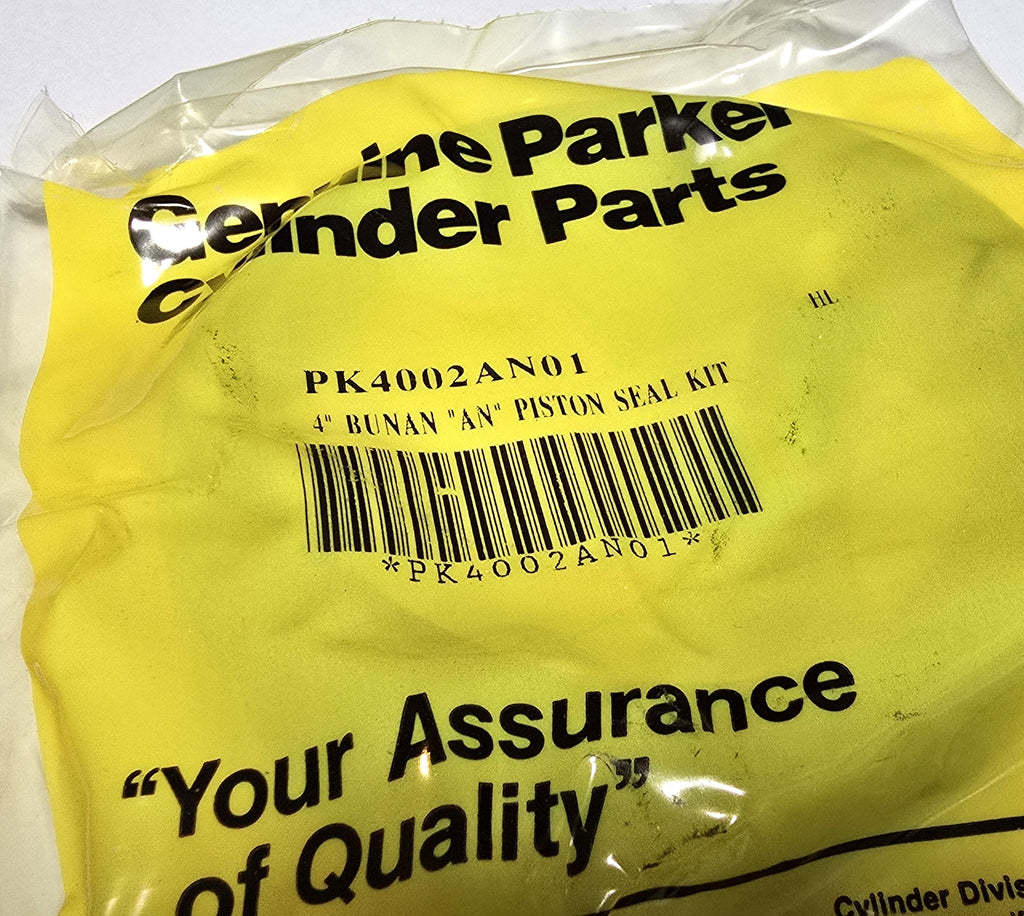 Genuine Parker
Cylinder Parts
HL
PK4002AN01
4" BUNAN "AN" PISTON SEAL KIT
*PK4002AN01*
“Your Assurance
of Quality”
Cylinder Divis